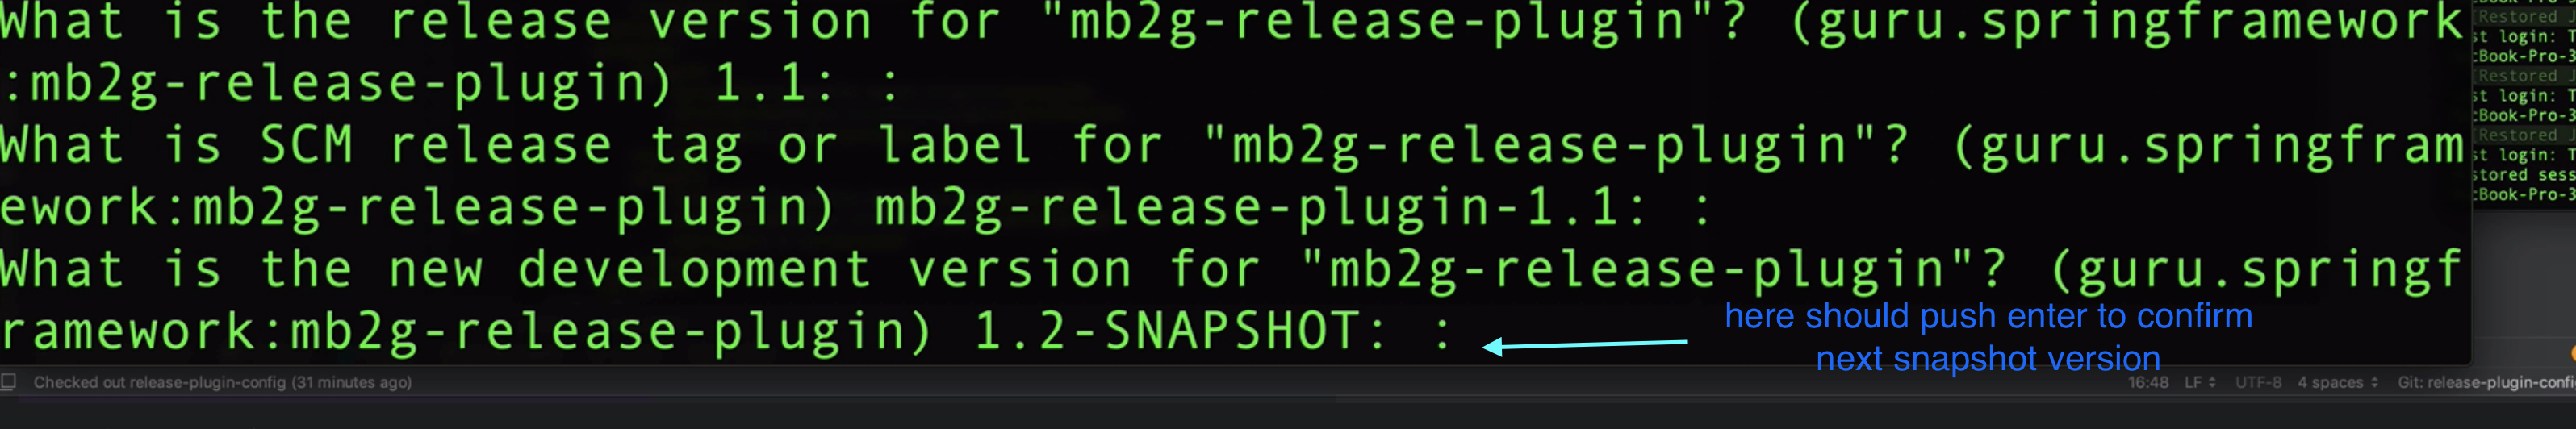 What is the release version for "mb2g-release-plugin"? (guru.springframework
:mb2g-release-plugin) 1.1: :
What is SCM release tag or label for "mb2g-release-plugin"? (guru.springfram
ework:mb2g-release-plugin) mb2g-release-plugin-1.1: :
What is the new development version for "mb2g-release-plugin"? (guru.springf
ramework:mb2g-release-plugin) 1.2-SNAPSHOT: :
here should push enter to confirm
next snapshot version
[Restored J
st login: T
:Book-Pro-3
[Restored J
st login: T
:Book-Pro-3
[Restored J
st login: T
stored sess
:Book-Pro-3
Checked out release-plugin-config (31 minutes ago)
16:48 LF UTF-8 4 spaces Git: release-plugin-confi